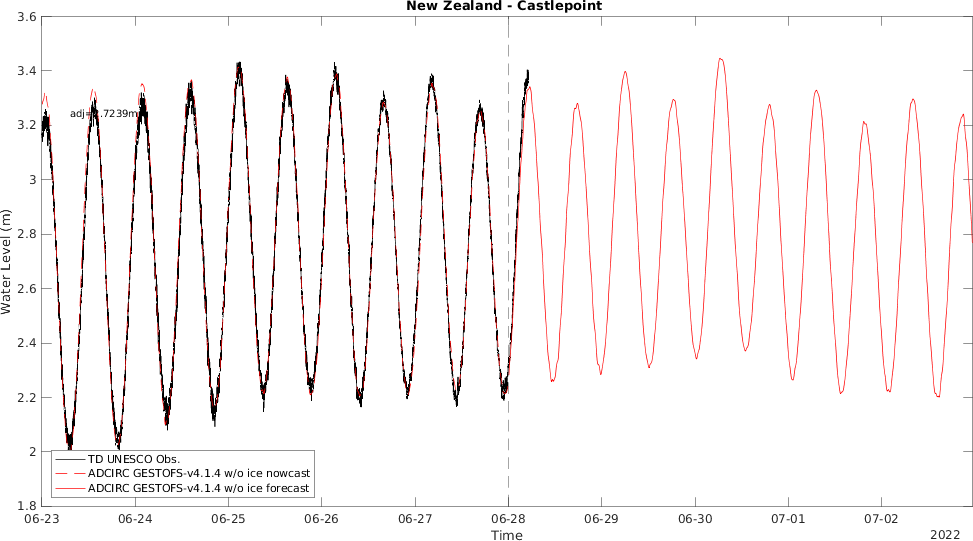 New Zealand - Castlepoint
Water Level (m)
3.6
3.4
3.2
3
2.8
2.6
2.4
2.2
2
1.8
TD UNESCO Obs.
ADCIRC GESTOFS-v4.1.4 w/o ice nowcast
ADCIRC GESTOFS-v4.1.4 w/o ice forecast
06-23 06-24 06-25 06-26 06-27 06-28 06-29 06-30 07-01 07-02
Time
2022